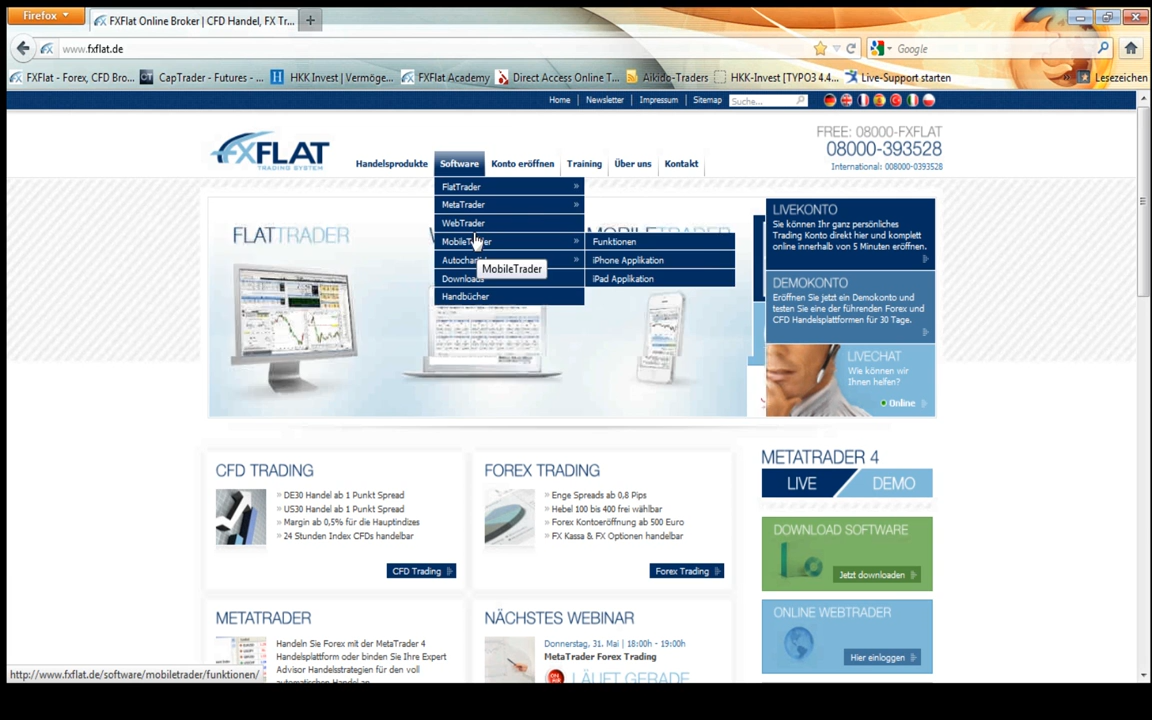 Firefox
FXFlat Online Broker | CFD Handel, FX Tr...
www.fxflat.de
Google
FXFlat - Forex, CFD Bro...
CapTrader - Futures - ...
HKK Invest | Vermöge...
FXFlat Academy
Direct Access Online T...
Aikido-Traders
HKK-Invest [TYPO3 4.4...
Live-Support starten
Lesezeichen
Home | Newsletter | Impressum | Sitemap
Suche...
FXFLAT
TRADING SYSTEM
FREE: 08000-FXFLAT
08000-393528
International: 008000-0393528
Handelsprodukte
Software
Konto eröffnen
Training
Über uns
Kontakt
FlatTrader
MetaTrader
WebTrader
Downloads
Handbücher
MobileTrader
Funktionen
iPhone Applikation
iPad Applikation
FLATTRADER
LIVEKONTO
Sie können Ihr ganz persönliches
Trading Konto direkt hier und komplett
online innerhalb von 5 Minuten eröffnen.
DEMOKONTO
Eröffnen Sie jetzt ein Demokonto und
testen Sie eine der führenden Forex und
CFD Handelsplattformen für 30 Tage.
LIVECHAT
Wie können wir
Ihnen helfen?
Online
CFD TRADING
DE30 Handel ab 1 Punkt Spread
US30 Handel ab 1 Punkt Spread
Margin ab 0,5% für die Hauptindizes
24 Stunden Index CFDs handelbar
CFD Trading
FOREX TRADING
Enge Spreads ab 0,8 Pips
Hebel 100 bis 400 frei wählbar
Forex Kontoeröffnung ab 500 Euro
FX Kassa & FX Optionen handelbar
Forex Trading
METATRADER 4
LIVE
DEMO
DOWNLOAD SOFTWARE
Jetzt downloaden
ONLINE WEBTRADER
Hier einloggen
METATRADER
Handeln Sie Forex mit der MetaTrader 4
Handelsplattform oder binden Sie Ihre Expert
Advisor Handelsstrategien für den voll
automatischen Handel an.
NÄCHSTES WEBINAR
Donnerstag, 31. Mai | 18:00h - 19:00h
MetaTrader Forex Trading
LÄUFT GERADE
http://www.fxflat.de/software/mobiletrader/funktionen/